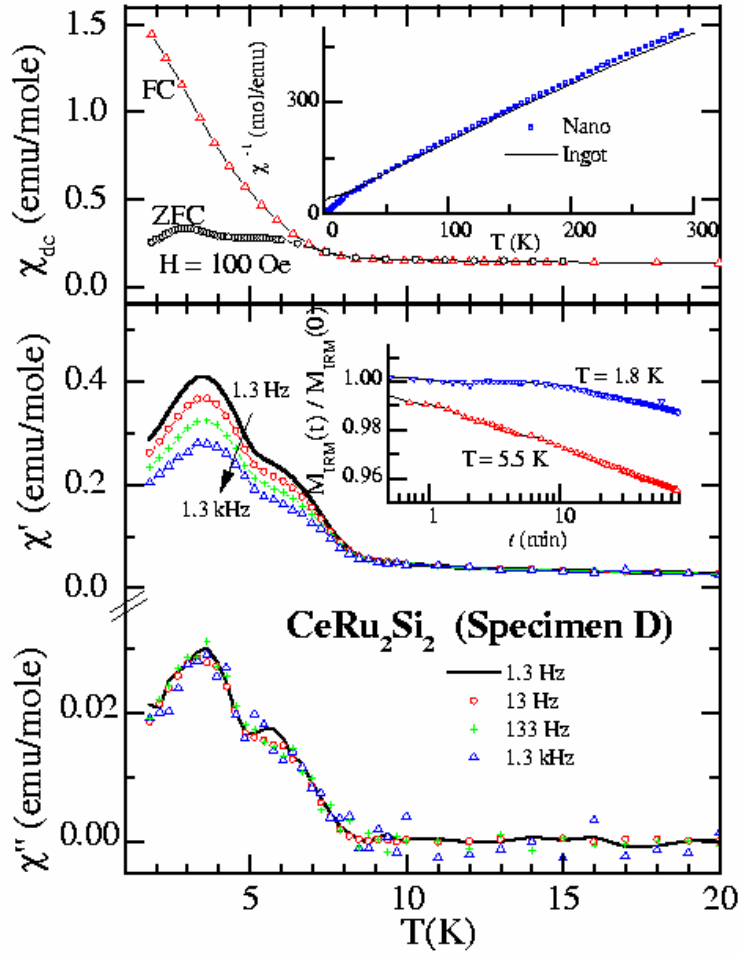 1.5
1.0
0.5
0.0
χdc (emu/mole)
FC
ZFC
H = 100 Oe
χ⁻¹ (mol/emu)
300
0
Nano
Ingot
0 100 200 300
T (K)
0.4
0.2
0.0
χ' (emu/mole)
1.3 Hz
1.3 kHz
M_IRM(t) / M_IRM(0)
1.00
0.98
0.96
T = 1.8 K
T = 5.5 K
1 10
t (min)
CeRu₂Si₂ (Specimen D)
1.3 Hz
13 Hz
133 Hz
1.3 kHz
0.02
0.00
χ'' (emu/mole)
5 10 15 20
T(K)